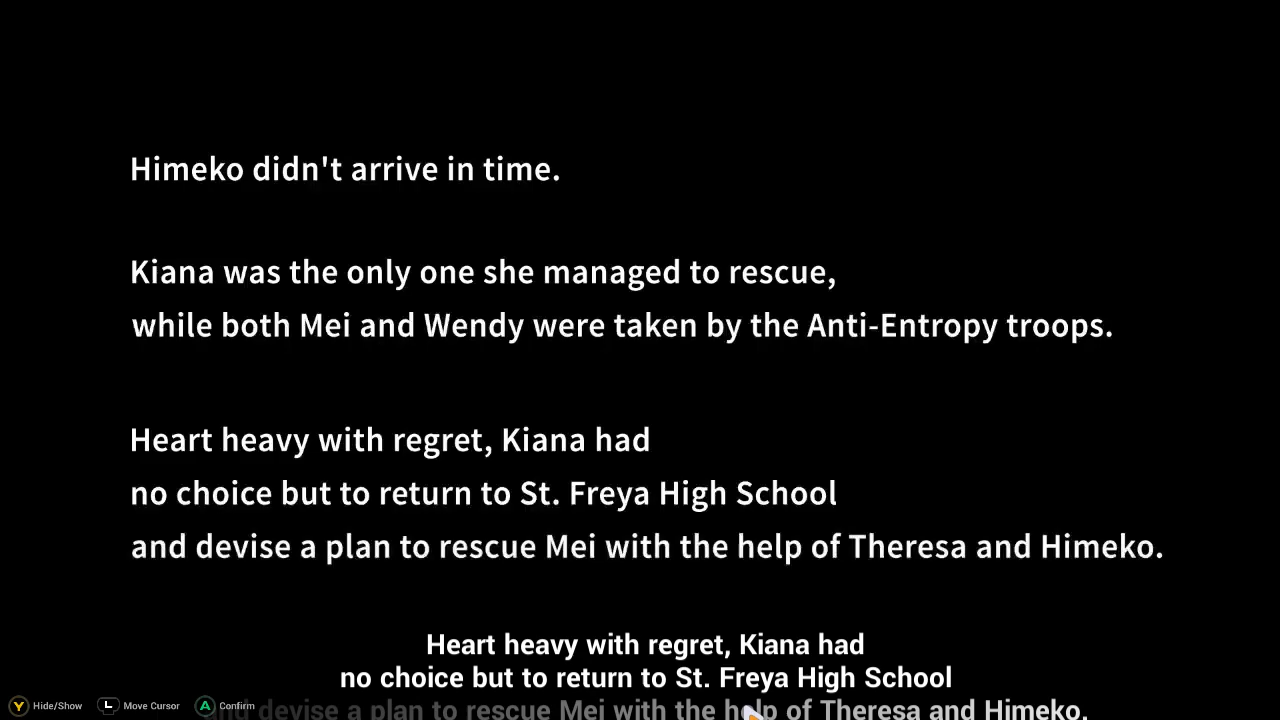 Himeko didn't arrive in time.
Kiana was the only one she managed to rescue,
while both Mei and Wendy were taken by the Anti-Entropy troops.
Heart heavy with regret, Kiana had
no choice but to return to St. Freya High School
and devise a plan to rescue Mei with the help of Theresa and Himeko.
Heart heavy with regret, Kiana had
no choice but to return to St. Freya High School
and devise a plan to rescue Mei with the help of Theresa and Himeko.
Y Hide/Show L Move Cursor A Confirm